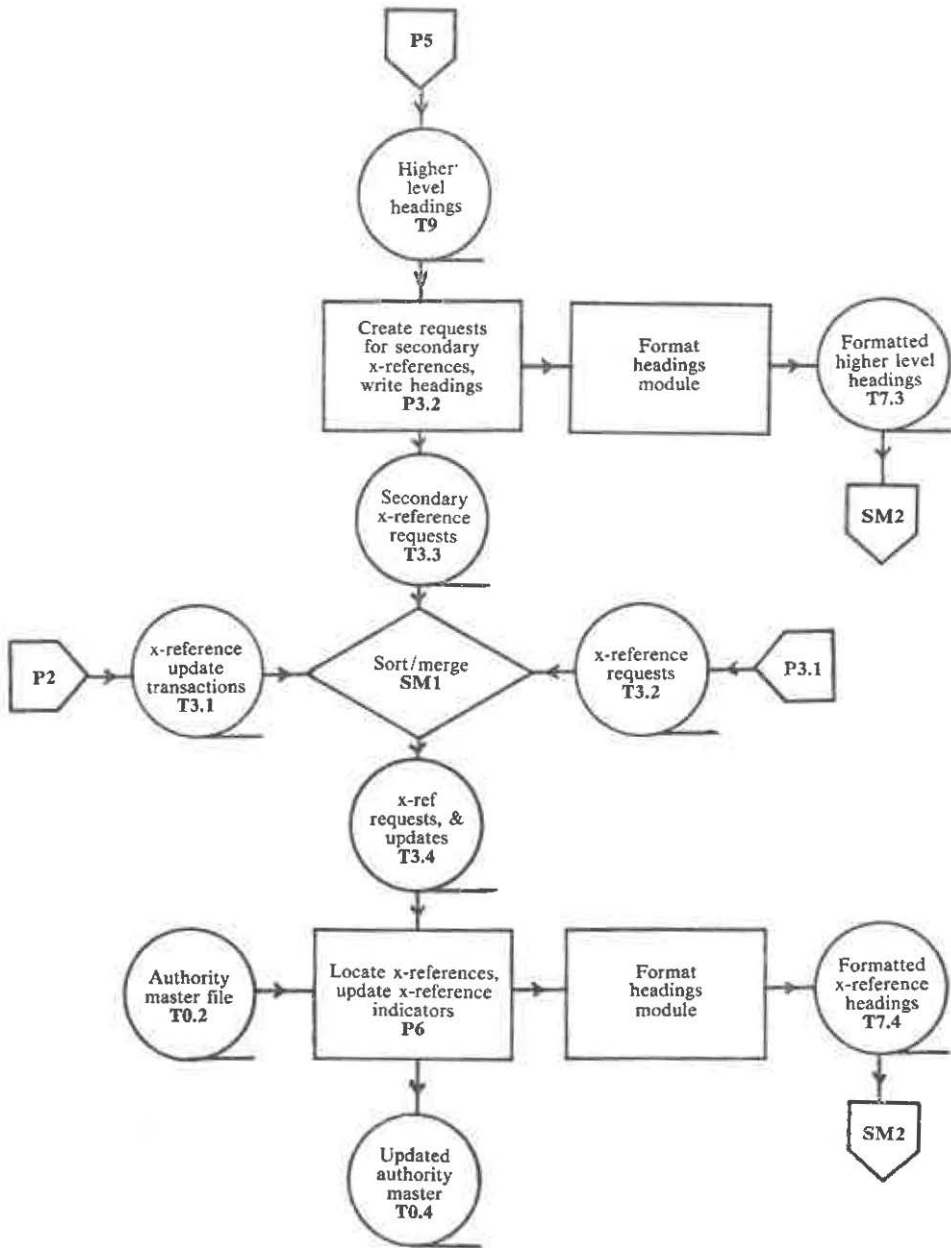 P5
Higher
level
headings
T9
Create requests
for secondary
x-references,
write headings
P3.2
Format
headings
module
Formatted
higher level
headings
T7.3
SM2
Secondary
x-reference
requests
T3.3
P2
x-reference
update
transactions
T3.1
Sort/merge
SM1
x-reference
requests
T3.2
P3.1
x-ref
requests, &
updates
T3.4
Authority
master file
T0.2
Locate x-references,
update x-reference
indicators
P6
Format
headings
module
Formatted
x-reference
headings
T7.4
SM2
Updated
authority
master
T0.4